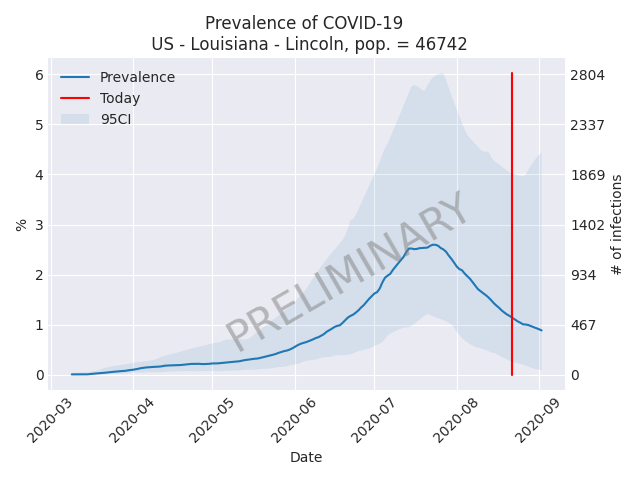 Prevalence of COVID-19
US - Louisiana - Lincoln, pop. = 46742
Prevalence
Today
95CI
PRELIMINARY
%
6
5
4
3
2
1
0
# of infections
2804
2337
1869
1402
934
467
0
2020-03
2020-04
2020-05
2020-06
2020-07
2020-08
2020-09
Date